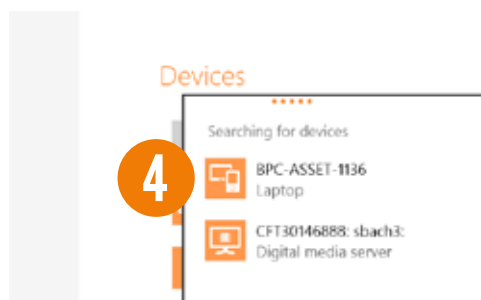 Devices
Searching for devices
4
BPC-ASSET-1136
Laptop
CFT30146888: sbach3:
Digital media server